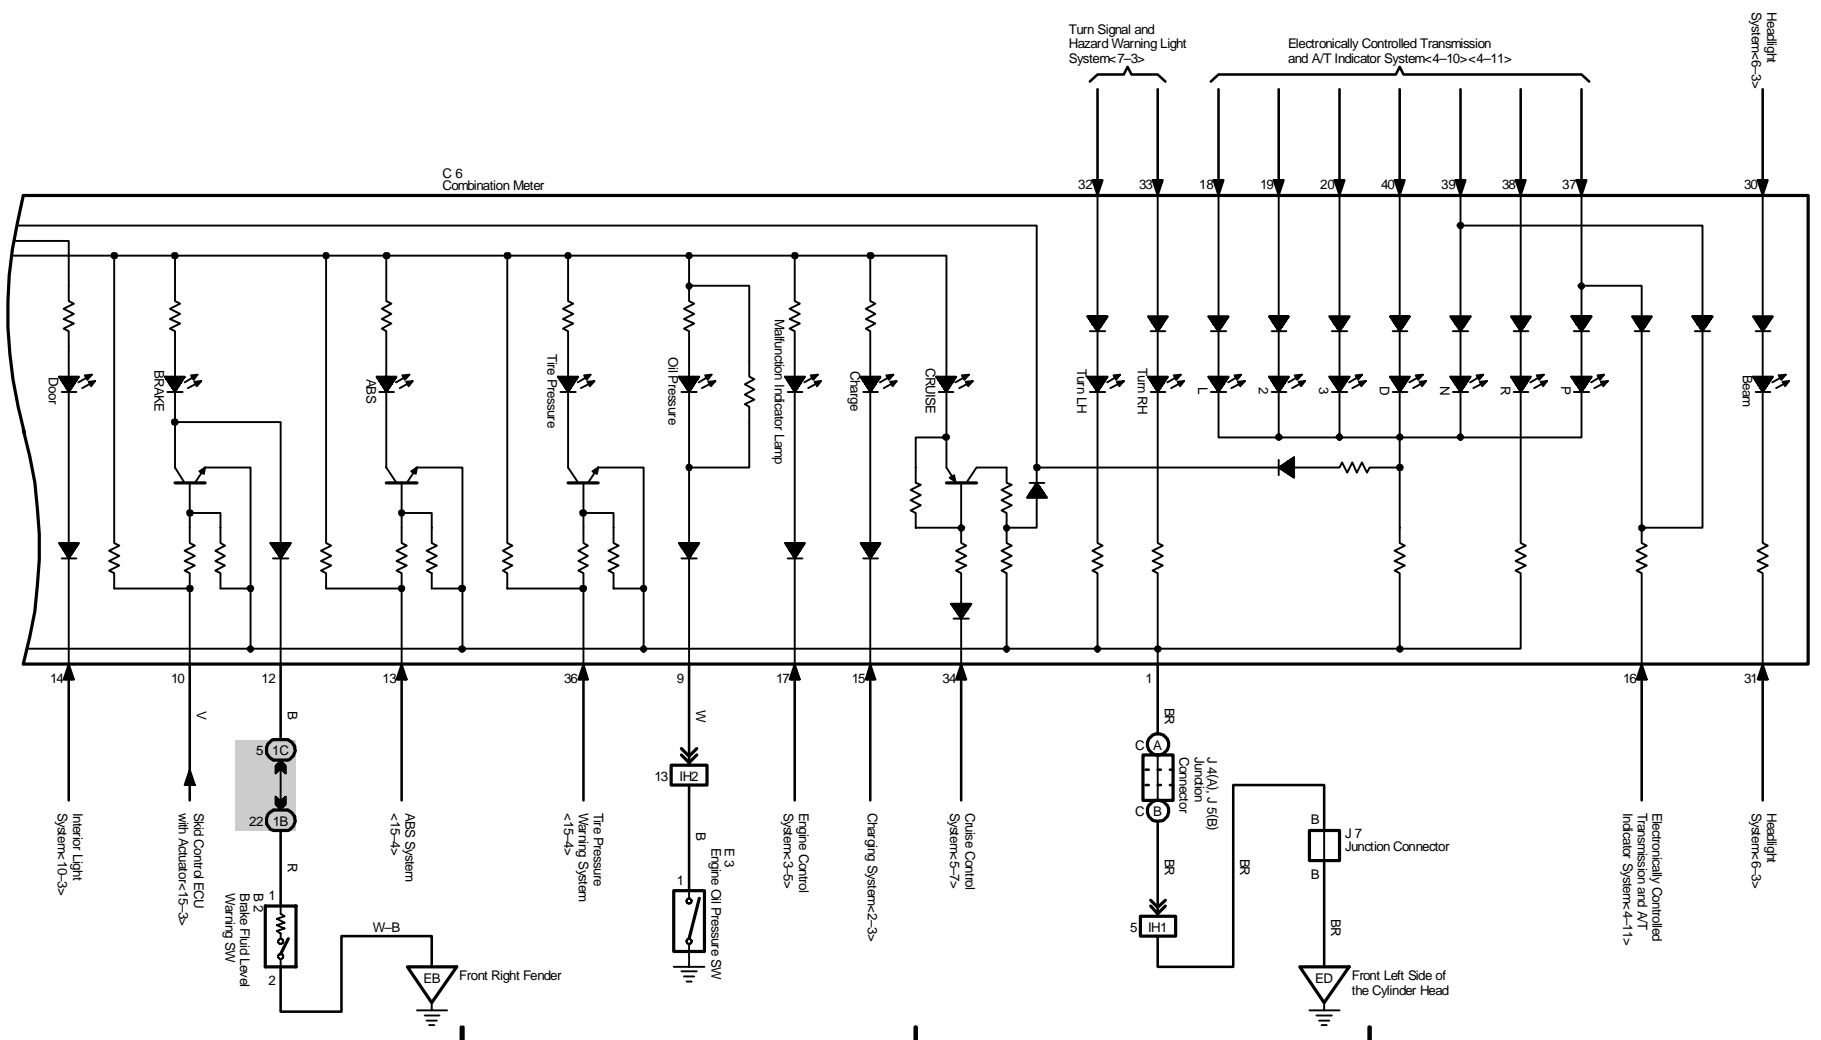 Turn Signal and
Hazard Warning Light
System<7–3>
Electronically Controlled Transmission
and A/T Indicator System<4–10><4–11>
Headlight
System<6–3>
C 6
Combination Meter
32
33
18
19
20
40
39
38
37
30
Door
BRAKE
ABS
Tire Pressure
Oil Pressure
Malfunction Indicator Lamp
Charge
CRUISE
Turn LH
Turn RH
L
2
3
D
N
R
P
Beam
14
10
12
13
36
9
17
15
34
1
16
31
V
B
W
BR
5 1C
22 1B
13 IH2
C A
C B
J 4(A), J 5(B)
Junction
Connector
Interior Light
System<10–3>
Skid Control ECU
with Actuator<15–3>
R
ABS System
<15–4>
Tire Pressure
Warning System
<15–4>
B
Engine Control
System<3–5>
Charging System<2–3>
Cruise Control
System<5–7>
BR
BR
B
J 7
Junction Connector
B
Electronically Controlled
Transmission and A/T
Indicator System<4–11>
Headlight
System<6–3>
1
B 2
Brake Fluid Level
Warning SW
2
W–B
EB
Front Right Fender
1
E 3
Engine Oil Pressure SW
5 IH1
BR
ED
Front Left Side of
the Cylinder Head